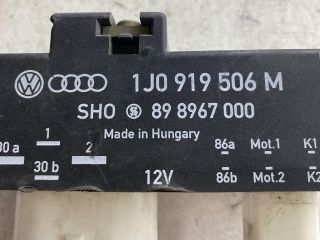 1J0 919 506 M
SHO 89 8967 000
Made in Hungary
30 a 1 2 86a Mot.1 K1
30 b 12V 86b Mot.2 K2